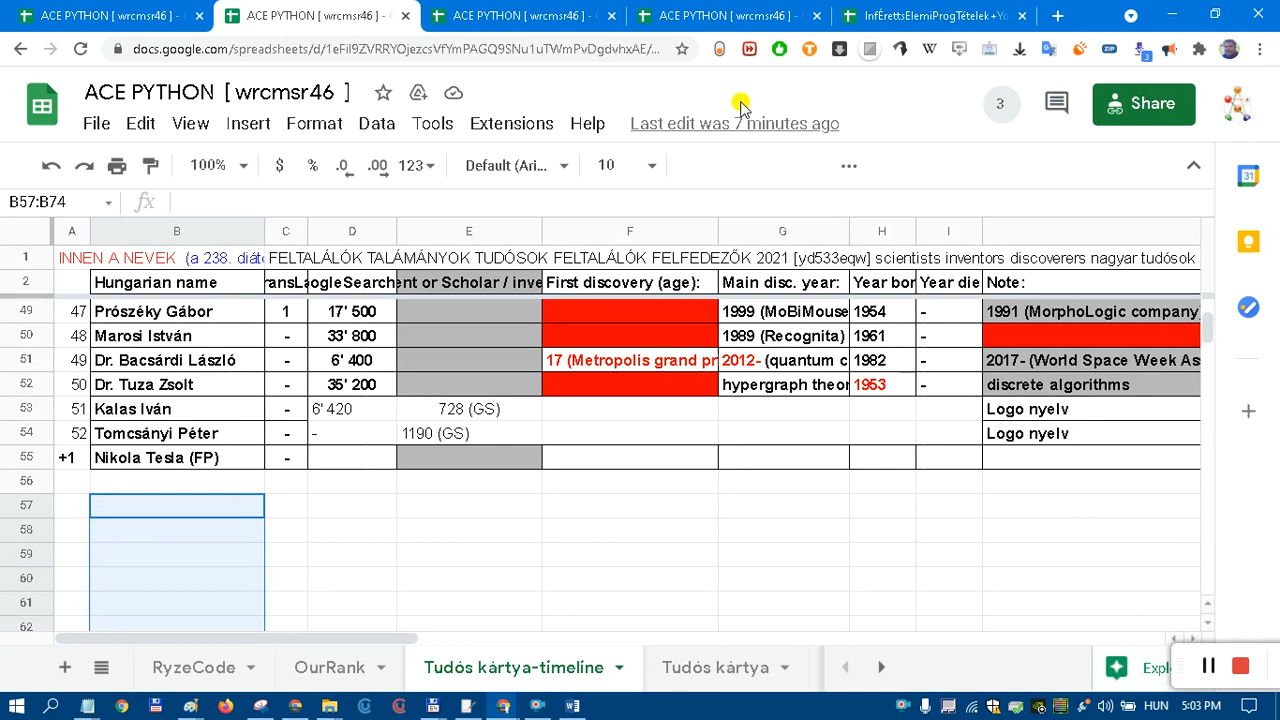 ACE PYTHON [ wrcmsr46 ] -
ACE PYTHON [ wrcmsr46 ] -
ACE PYTHON [ wrcmsr46 ] -
ACE PYTHON [ wrcmsr46 ] -
InfÉrettsElemiProgTételek +Yo
docs.google.com/spreadsheets/d/1eFil9ZVRRYOjezcsVfYmPAGQ9SNu1uTWmPvDgdvhxAE/...
ACE PYTHON [ wrcmsr46 ]
3
Share
File Edit View Insert Format Data Tools Extensions Help Last edit was 7 minutes ago
100% $ % .0 .00 123 Default (Ari... 10
B57:B74 fx
A B C D E F G H I
1 INNEN A NEVEK (a 238. diáto FELTALÁLÓK TALÁMÁNYOK TUDÓSOK FELTALÁLÓK FELFEDEZŐK 2021 [yd533eqw] scientists inventors discoverers nagyar tudósok
2 Hungarian name ransLa ogleSearch ent or Scholar / inve First discovery (age): Main disc. year: Year bor Year die Note:
49 47 Prószéky Gábor 1 17' 500 1999 (MoBiMouse 1954 - 1991 (MorphoLogic company)
50 48 Marosi István - 33' 800 1989 (Recognita) 1961 -
51 49 Dr. Bacsárdi László - 6' 400 17 (Metropolis grand pr 2012- (quantum c 1982 - 2017- (World Space Week As
52 50 Dr. Tuza Zsolt - 35' 200 hypergraph theor 1953 - discrete algorithms
53 51 Kalas Iván - 6' 420 728 (GS) Logo nyelv
54 52 Tomcsányi Péter - - 1190 (GS) Logo nyelv
55 +1 Nikola Tesla (FP) -
56
57
58
59
60
61
62
RyzeCode OurRank Tudós kártya-timeline Tudós kártya Explo
HUN 5:03 PM